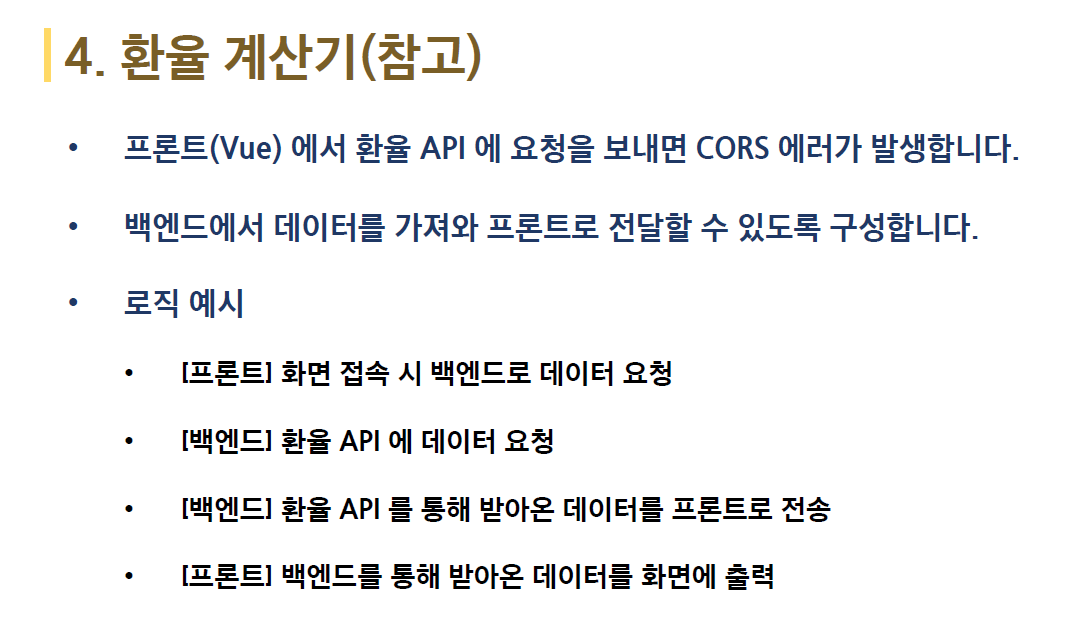 4. 환율 계산기(참고)
• 프론트(Vue) 에서 환율 API 에 요청을 보내면 CORS 에러가 발생합니다.
• 백엔드에서 데이터를 가져와 프론트로 전달할 수 있도록 구성합니다.
• 로직 예시
• [프론트] 화면 접속 시 백엔드로 데이터 요청
• [백엔드] 환율 API 에 데이터 요청
• [백엔드] 환율 API 를 통해 받아온 데이터를 프론트로 전송
• [프론트] 백엔드를 통해 받아온 데이터를 화면에 출력